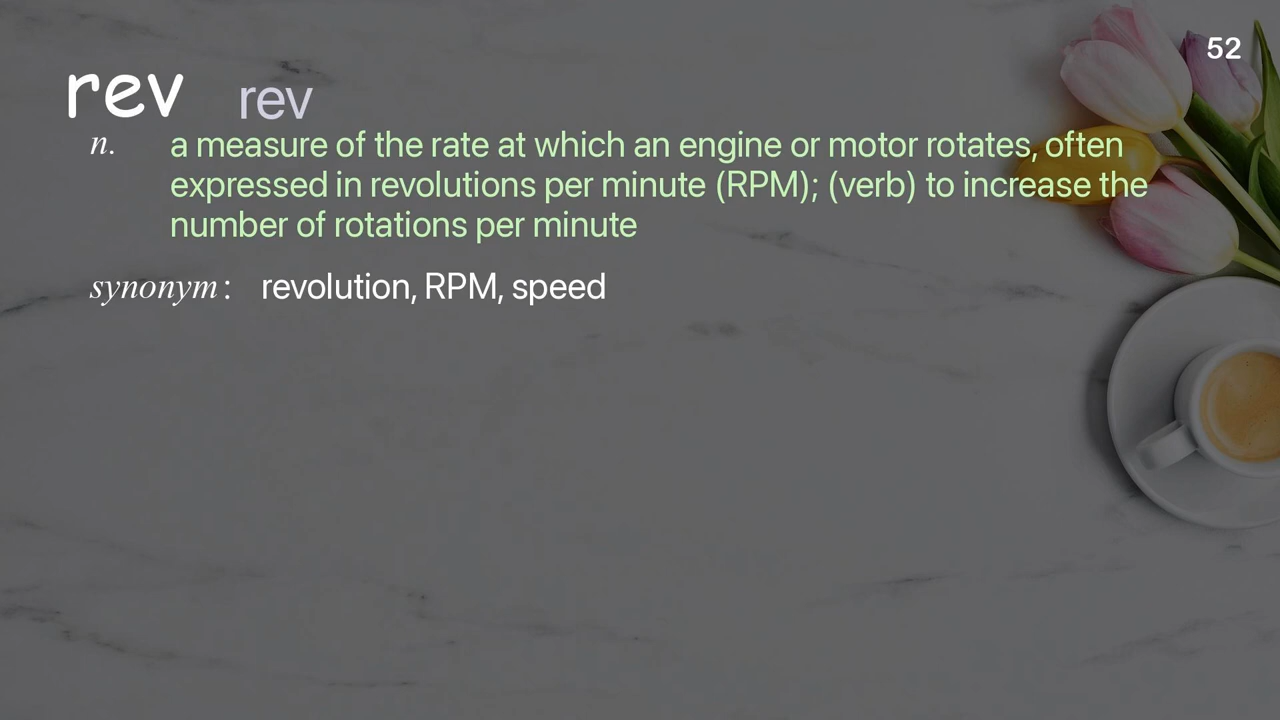 52
rev rev
n. a measure of the rate at which an engine or motor rotates, often
expressed in revolutions per minute (RPM); (verb) to increase the
number of rotations per minute
synonym: revolution, RPM, speed